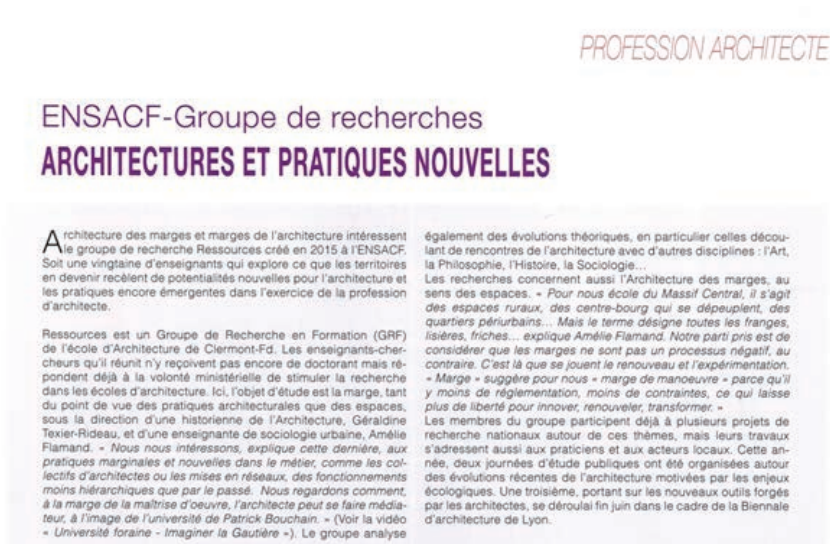 PROFESSION ARCHITECTE
ENSACF-Groupe de recherches
ARCHITECTURES ET PRATIQUES NOUVELLES
Architecture des marges et marges de l'architecture intéressent
le groupe de recherche Ressources créé en 2015 à l'ENSACF.
Soit une vingtaine d'enseignants qui explore ce que les territoires
en devenir recèlent de potentialités nouvelles pour l'architecture et
les pratiques encore émergentes dans l'exercice de la profession
d'architecte.
Ressources est un Groupe de Recherche en Formation (GRF)
de l'école d'Architecture de Clermont-Fd. Les enseignants-cher-
cheurs qu'il réunit n'y reçoivent pas encore de doctorant mais ré-
pondent déjà à la volonté ministérielle de stimuler la recherche
dans les écoles d'architecture. Ici, l'objet d'étude est la marge, tant
du point de vue des pratiques architecturales que des espaces,
sous la direction d'une historienne de l'Architecture, Géraldine
Texier-Rideau, et d'une enseignante de sociologie urbaine, Amélie
Flamand. « Nous nous intéressons, explique cette dernière, aux
pratiques marginales et nouvelles dans le métier, comme les col-
lectifs d'architectes ou les mises en réseaux, des fonctionnements
moins hiérarchiques que par le passé. Nous regardons comment,
à la marge de la maîtrise d'oeuvre, l'architecte peut se faire média-
teur, à l'image de l'université de Patrick Bouchain. » (Voir la vidéo
« Université foraine - Imaginer la Gautière »). Le groupe analyse
également des évolutions théoriques, en particulier celles décou-
lant de rencontres de l'architecture avec d'autres disciplines : l'Art,
la Philosophie, l'Histoire, la Sociologie...
Les recherches concernent aussi l'Architecture des marges, au
sens des espaces. « Pour nous école du Massif Central, il s'agit
des espaces ruraux, des centre-bourg qui se dépeuplent, des
quartiers périurbains... Mais le terme désigne toutes les franges,
lisières, friches... explique Amélie Flamand. Notre parti pris est de
considérer que les marges ne sont pas un processus négatif, au
contraire. C'est là que se jouent le renouveau et l'expérimentation.
« Marge » suggère pour nous « marge de manoeuvre » parce qu'il
y moins de réglementation, moins de contraintes, ce qui laisse
plus de liberté pour innover, renouveler, transformer. »
Les membres du groupe participent déjà à plusieurs projets de
recherche nationaux autour de ces thèmes, mais leurs travaux
s'adressent aussi aux praticiens et aux acteurs locaux. Cette an-
née, deux journées d'étude publiques ont été organisées autour
des évolutions récentes de l'architecture motivées par les enjeux
écologiques. Une troisième, portant sur les nouveaux outils forgés
par les architectes, se déroulai fin juin dans le cadre de la Biennale
d'architecture de Lyon.